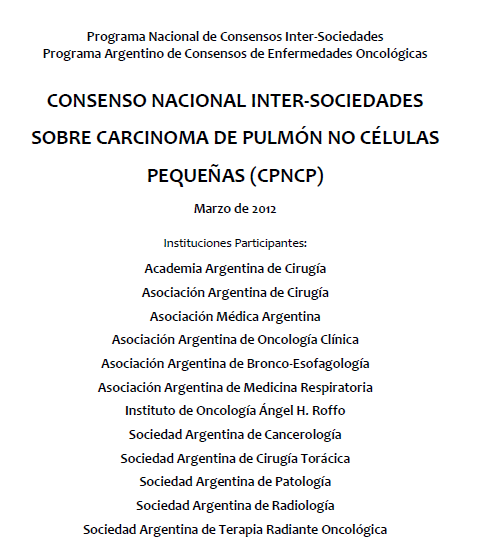 Programa Nacional de Consensos Inter-Sociedades
Programa Argentino de Consensos de Enfermedades Oncológicas
CONSENSO NACIONAL INTER-SOCIEDADES
SOBRE CARCINOMA DE PULMÓN NO CÉLULAS
PEQUEÑAS (CPNCP)
Marzo de 2012
Instituciones Participantes:
Academia Argentina de Cirugía
Asociación Argentina de Cirugía
Asociación Médica Argentina
Asociación Argentina de Oncología Clínica
Asociación Argentina de Bronco-Esofagología
Asociación Argentina de Medicina Respiratoria
Instituto de Oncología Ángel H. Roffo
Sociedad Argentina de Cancerología
Sociedad Argentina de Cirugía Torácica
Sociedad Argentina de Patología
Sociedad Argentina de Radiología
Sociedad Argentina de Terapia Radiante Oncológica